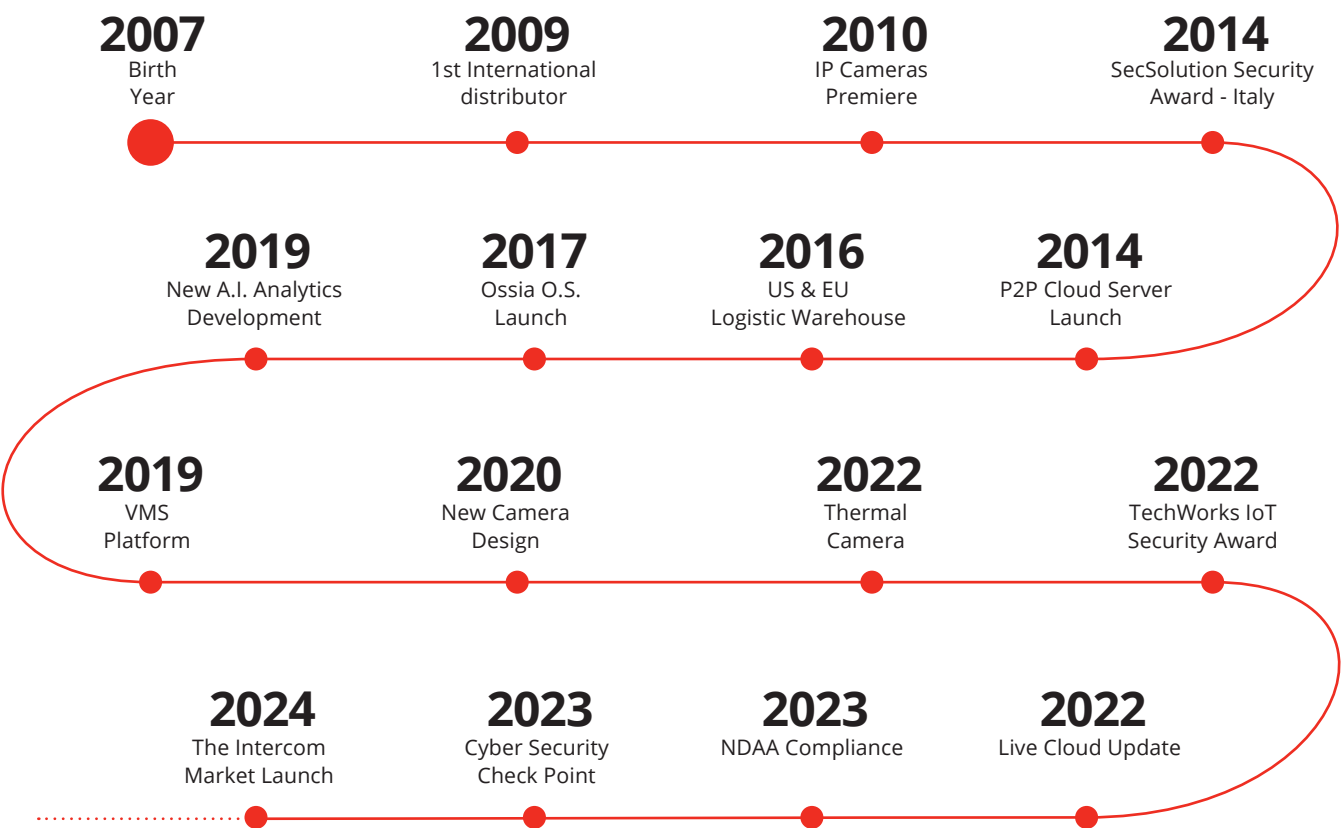 2007
Birth
Year
2009
1st International
distributor
2010
IP Cameras
Premiere
2014
SecSolution Security
Award - Italy
2014
P2P Cloud Server
Launch
2016
US & EU
Logistic Warehouse
2017
Ossia O.S.
Launch
2019
New A.I. Analytics
Development
2019
VMS
Platform
2020
New Camera
Design
2022
Thermal
Camera
2022
TechWorks IoT
Security Award
2022
Live Cloud Update
2023
NDAA Compliance
2023
Cyber Security
Check Point
2024
The Intercom
Market Launch